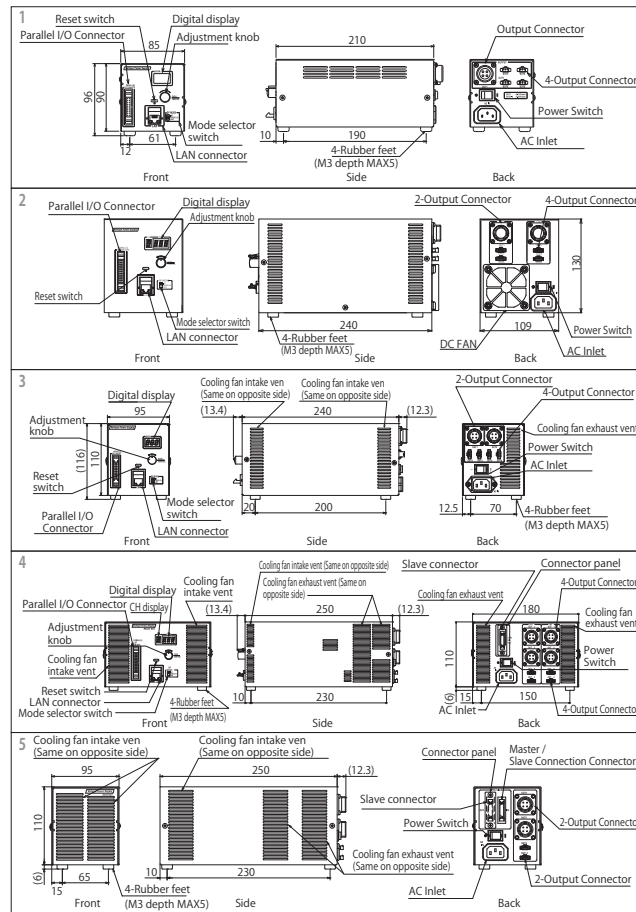 1
Reset switch
Digital display
Parallel I/O Connector
Adjustment knob
85
96
90
12
61
Mode selector
switch
LAN connector
Front
210
10
190
4-Rubber feet
(M3 depth MAX5)
Side
Output Connector
4-Output Connector
Power Switch
AC Inlet
Back
2
Parallel I/O Connector
Digital display
Adjustment knob
Reset switch
Mode selector switch
LAN connector
Front
240
4-Rubber feet
(M3 depth MAX5)
Side
2-Output Connector
4-Output Connector
130
109
Power Switch
DC FAN
AC Inlet
Back
3
95
Digital display
Adjustment
knob
(116)
110
Reset
switch
Parallel I/O
Connector
Mode selector
switch
LAN connector
Front
Cooling fan intake ven
(Same on opposite side)
Cooling fan intake ven
(Same on opposite side)
(13.4)
240
(12.3)
20
200
Side
2-Output Connector
4-Output Connector
Cooling fan exhaust vent
Power Switch
AC Inlet
12.5
70
4-Rubber feet
(M3 depth MAX5)
Back
4
Cooling fan
intake vent
Digital display
Parallel I/O Connector
CH display
Adjustment
knob
Cooling fan
intake vent
Reset switch
LAN connector
Mode selector switch
4-Rubber feet
(M3 depth MAX5)
Front
Cooling fan intake vent (Same on opposite side)
Cooling fan exhaust vent (Same on
opposite side)
(13.4)
250
(12.3)
10
230
Side
Slave connector
Connector panel
Cooling fan exhaust vent
4-Output Connector
180
Cooling fan
exhaust vent
110
Power
Switch
(6)
15
150
AC Inlet
4-Output Connector
Back
5
Cooling fan intake ven
(Same on opposite side)
95
110
(6)
15
65
4-Rubber feet
(M3 depth MAX5)
Front
Cooling fan intake ven
(Same on opposite side)
250
(12.3)
10
230
Cooling fan exhaust vent
(Same on opposite side)
Side
Connector panel
Master /
Slave Connection Connector
Slave connector
Power Switch
2-Output Connector
AC Inlet
2-Output Connector
Back